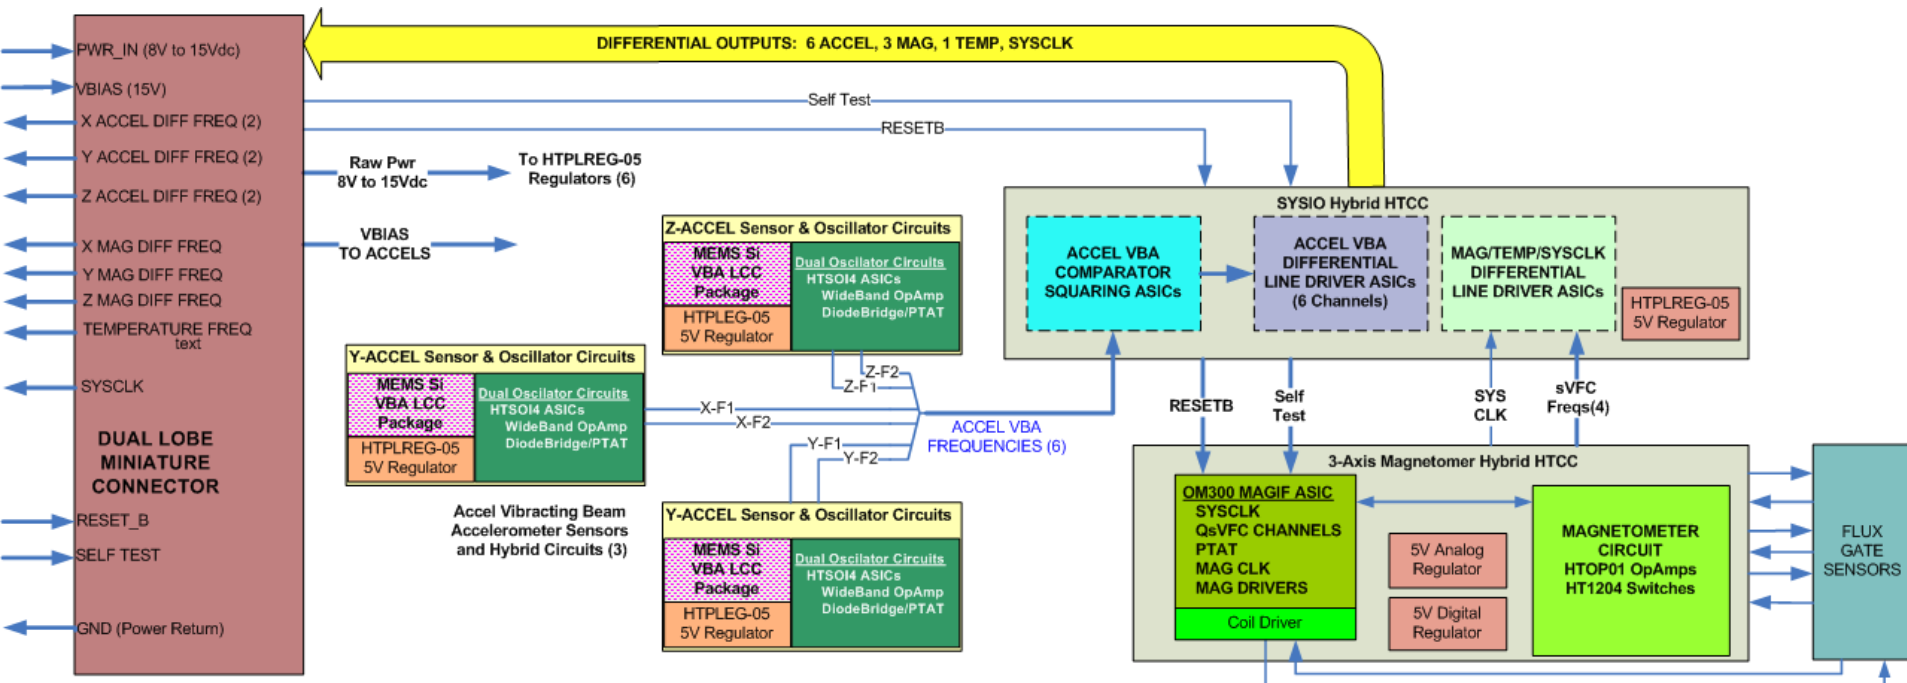 PWR_IN (8V to 15Vdc)
VBIAS (15V)
X ACCEL DIFF FREQ (2)
Y ACCEL DIFF FREQ (2)
Z ACCEL DIFF FREQ (2)
X MAG DIFF FREQ
Y MAG DIFF FREQ
Z MAG DIFF FREQ
TEMPERATURE FREQ
text
SYSCLK
DUAL LOBE
MINIATURE
CONNECTOR
RESET_B
SELF TEST
GND (Power Return)
DIFFERENTIAL OUTPUTS: 6 ACCEL, 3 MAG, 1 TEMP, SYSCLK
Self Test
RESETB
Raw Pwr
8V to 15Vdc
To HTPLREG-05
Regulators (6)
VBIAS
TO ACCELS
Z-ACCEL Sensor & Oscillator Circuits
MEMS Si
VBA LCC
Package
HTPLEG-05
5V Regulator
Dual Oscilator Circuits
HTSOI4 ASICs
WideBand OpAmp
DiodeBridge/PTAT
Y-ACCEL Sensor & Oscillator Circuits
MEMS Si
VBA LCC
Package
HTPLREG-05
5V Regulator
Dual Oscilator Circuits
HTSOI4 ASICs
WideBand OpAmp
DiodeBridge/PTAT
Z-F2
Z-F1
X-F1
X-F2
Y-F1
Y-F2
ACCEL VBA
FREQUENCIES (6)
Accel Vibracting Beam
Accelerometer Sensors
and Hybrid Circuits (3)
Y-ACCEL Sensor & Oscillator Circuits
MEMS Si
VBA LCC
Package
HTPLEG-05
5V Regulator
Dual Oscilator Circuits
HTSOI4 ASICs
WideBand OpAmp
DiodeBridge/PTAT
SYSIO Hybrid HTCC
ACCEL VBA
COMPARATOR
SQUARING ASICs
ACCEL VBA
DIFFERENTIAL
LINE DRIVER ASICs
(6 Channels)
MAG/TEMP/SYSCLK
DIFFERENTIAL
LINE DRIVER ASICs
HTPLREG-05
5V Regulator
RESETB
Self
Test
SYS
CLK
sVFC
Freqs(4)
3-Axis Magnetomer Hybrid HTCC
OM300 MAGIF ASIC
SYSCLK
QsVFC CHANNELS
PTAT
MAG CLK
MAG DRIVERS
Coil Driver
5V Analog
Regulator
5V Digital
Regulator
MAGNETOMETER
CIRCUIT
HTOP01 OpAmps
HT1204 Switches
FLUX
GATE
SENSORS